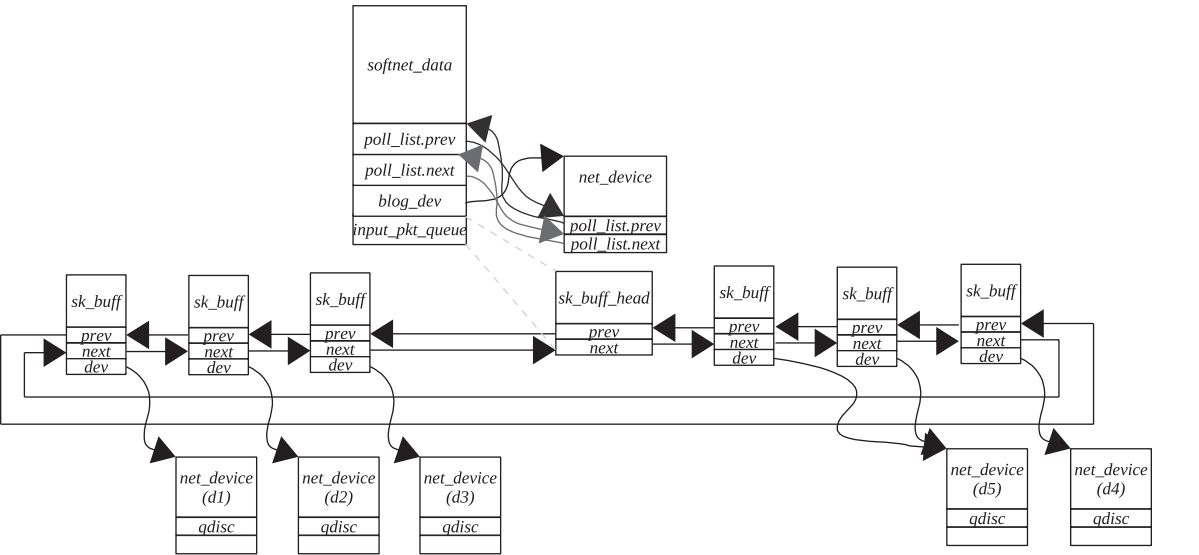 softnet_data
poll_list.prev
poll_list.next
blog_dev
input_pkt_queue
net_device
poll_list.prev
poll_list.next
sk_buff
prev
next
dev
sk_buff
prev
next
dev
sk_buff
prev
next
dev
sk_buff_head
prev
next
sk_buff
prev
next
dev
sk_buff
prev
next
dev
sk_buff
prev
next
dev
net_device
(d1)
qdisc
net_device
(d2)
qdisc
net_device
(d3)
qdisc
net_device
(d5)
qdisc
net_device
(d4)
qdisc